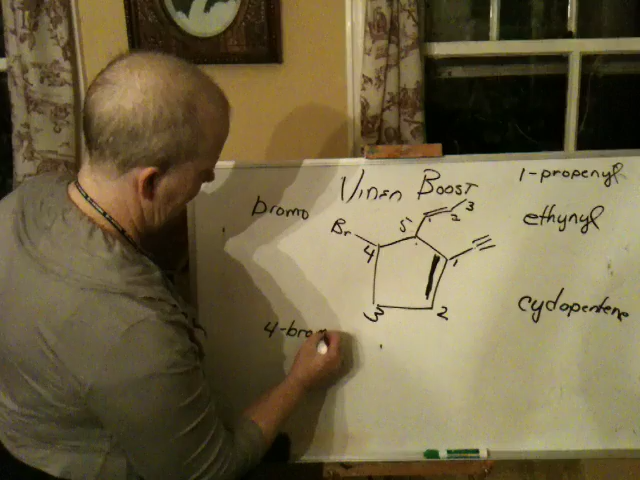 Vinen Boost
1-propenyl
bromo
ethynyl
Br
5
2
3
4
1
3
2
cyclopentene
4-bro